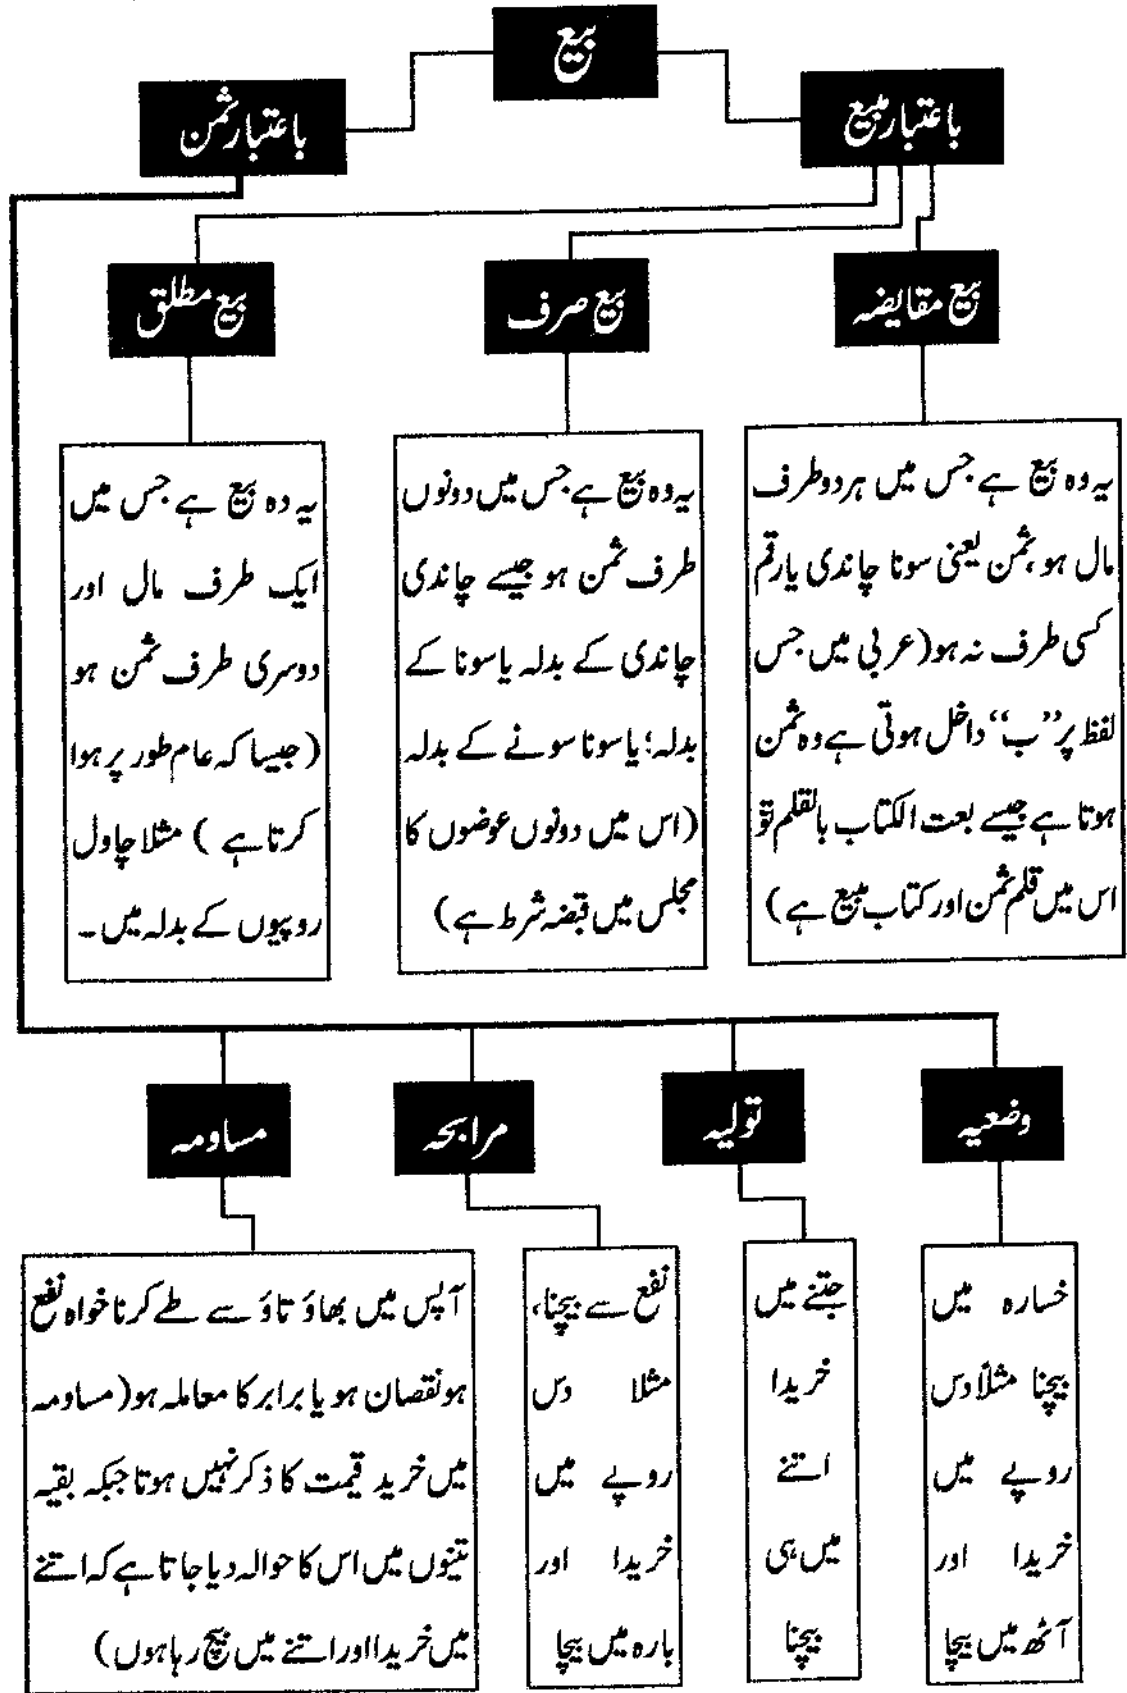 بیع
باعتبار مبیع
باعتبار ثمن
بیع مقایضہ
بیع صرف
بیع مطلق
یہ وہ بیع ہے جس میں ہر دو طرف
مال ہو، ثمن یعنی سونا چاندی یا رقم
کسی طرف نہ ہو (عربی میں جس
لفظ پر ”ب“ داخل ہوتی ہے وہ ثمن
ہوتا ہے جیسے بعت الکتاب بالقلم تو
اس میں قلم ثمن اور کتاب مبیع ہے)
یہ وہ بیع ہے جس میں دونوں
طرف ثمن ہو جیسے چاندی
چاندی کے بدلہ یا سونا کے
بدلہ؛ یا سونا سونے کے بدلہ
(اس میں دونوں عوضوں کا
مجلس میں قبضہ شرط ہے)
یہ وہ بیع ہے جس میں
ایک طرف مال اور
دوسری طرف ثمن ہو
(جیسا کہ عام طور پر ہوا
کرتا ہے) مثلا چاول
روپیوں کے بدلہ میں۔
وضعیہ
تولیہ
مرابحہ
مساومہ
خسارہ میں
بیچنا مثلاً دس
روپے میں
خریدا اور
آٹھ میں بیچا
جتنے میں
خریدا
اتنے
میں ہی
بیچنا
نفع سے بیچنا،
مثلا دس
روپے میں
خریدا اور
بارہ میں بیچا
آپس میں بھاؤ تاؤ سے طے کرنا خواہ نفع
ہو نقصان ہو یا برابر کا معاملہ ہو (مساومہ
میں خرید قیمت کا ذکر نہیں ہوتا جبکہ بقیہ
تینوں میں اس کا حوالہ دیا جاتا ہے کہ اتنے
میں خریدا اور اتنے میں بیچ رہا ہوں)